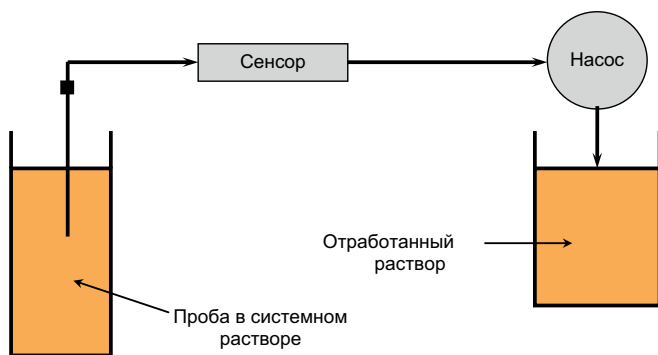 Сенсор
Насос
Отработанный
раствор
Проба в системном
растворе